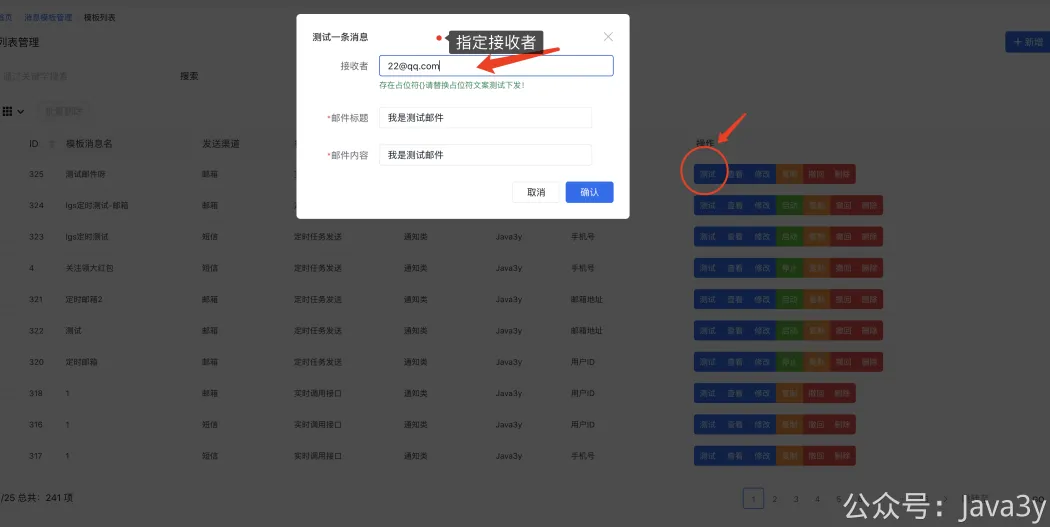 首页 消息模板管理 模板列表
列表管理
+ 新增
请输入关键字搜索
搜索
批量删除
测试一条消息
指定接收者
接收者 22@qq.com
存在占位符{}请替换占位符文案测试下发!
*邮件标题 我是测试邮件
*邮件内容 我是测试邮件
取消 确认
ID 模板消息名 发送渠道 操作
325 测试邮件呀 邮箱 测试 查看 修改 复制 撤回 删除
324 lgs定时测试-邮箱 邮箱 测试 查看 修改 启动 复制 撤回 删除
323 lgs定时测试 短信 定时任务发送 通知类 Java3y 手机号 测试 查看 修改 启动 复制 撤回 删除
4 关注领大红包 短信 定时任务发送 通知类 Java3y 手机号 测试 查看 修改 停止 复制 撤回 删除
321 定时邮箱2 邮箱 定时任务发送 通知类 Java3y 邮箱地址 测试 查看 修改 启动 复制 撤回 删除
322 测试 邮箱 定时任务发送 通知类 Java3y 邮箱地址 测试 查看 修改 启动 复制 撤回 删除
320 定时邮箱 邮箱 定时任务发送 通知类 Java3y 用户ID 测试 查看 修改 停止 复制 撤回 删除
318 1 邮箱 实时调用接口 通知类 Java3y 用户ID 测试 查看 修改 复制 撤回 删除
316 1 短信 实时调用接口 通知类 Java3y 用户ID 测试 查看 修改 复制 撤回 删除
317 1 短信 实时调用接口 通知类 Java3y 用户ID 测试 查看 修改 复制 撤回 删除
/25 总共：241 项
1 2 3 4 5
公众号：Java3y